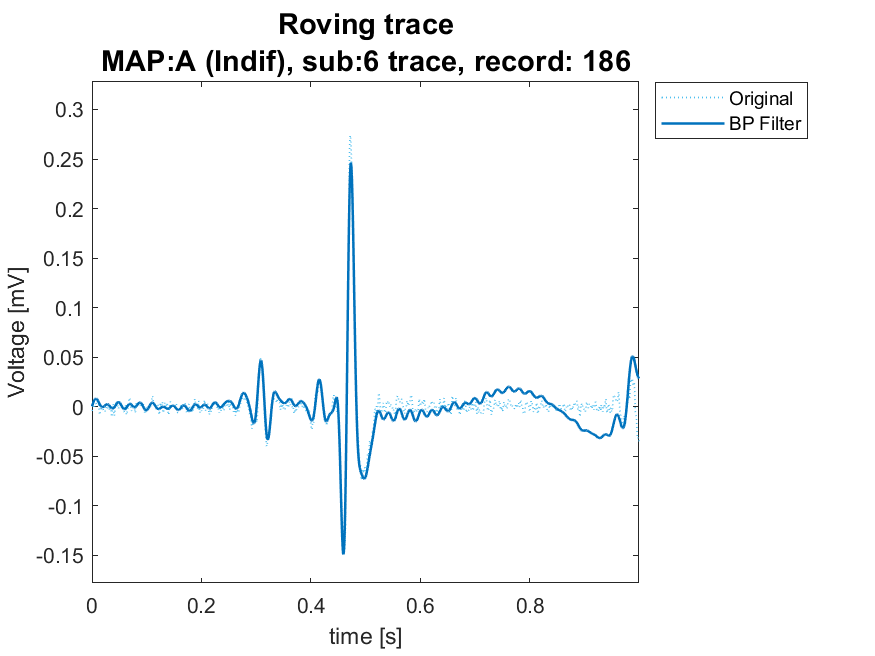 Roving trace
MAP:A (Indif), sub:6 trace, record: 186
Original
BP Filter
0.3
0.25
0.2
0.15
0.1
0.05
0
-0.05
-0.1
-0.15
Voltage [mV]
0 0.2 0.4 0.6 0.8
time [s]